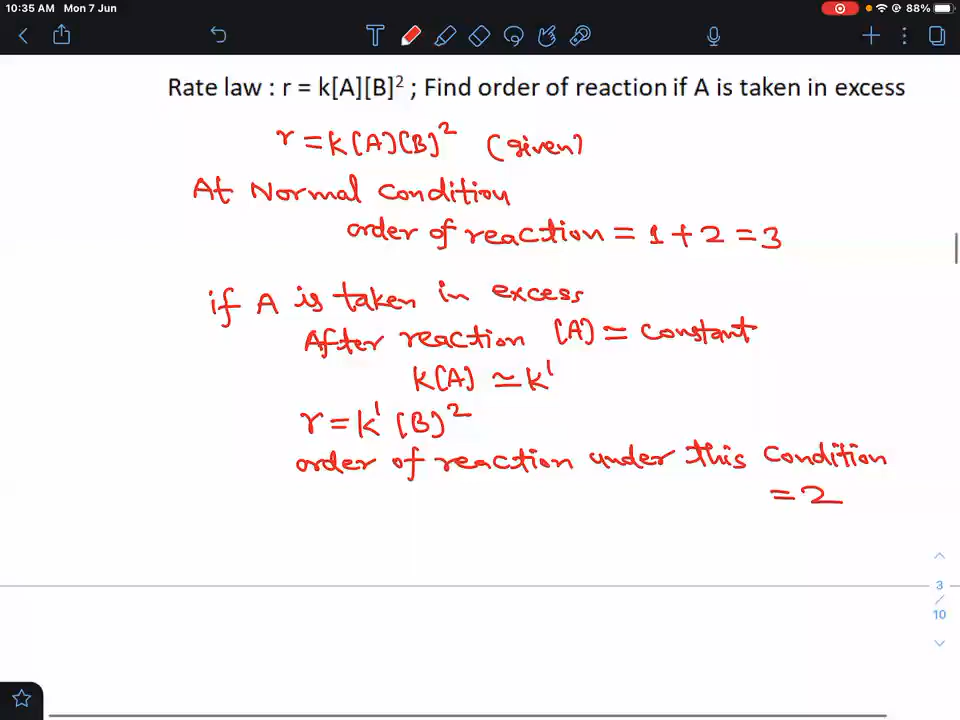 10:35 AM Mon 7 Jun
88%
Rate law : r = k[A][B]² ; Find order of reaction if A is taken in excess
r = k[A][B]² (given)
At Normal Condition
order of reaction = 1 + 2 = 3
if A is taken in excess
After reaction [A] ≃ constant
k[A] ≃ k'
r = k' [B]²
order of reaction under this condition
= 2
3
/
10